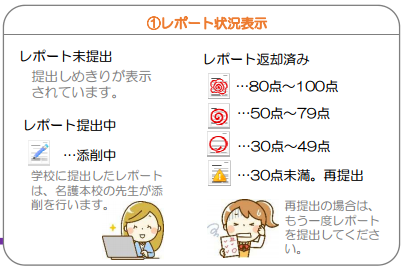 ①レポート状況表示
レポート未提出
提出しめきりが表示
されています。
レポート提出中
…添削中
学校に提出したレポート
は、名護本校の先生が添
削を行います。
レポート返却済み
…80点～100点
…50点～79点
…30点～49点
…30点未満。再提出
再提出の場合は、
もう一度レポート
を提出してくださ
い。